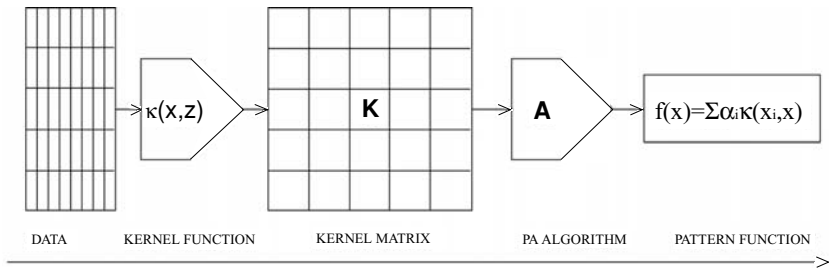 κ(x,z)
K
A
f(x)=Σαᵢκ(xᵢ,x)
DATA
KERNEL FUNCTION
KERNEL MATRIX
PA ALGORITHM
PATTERN FUNCTION